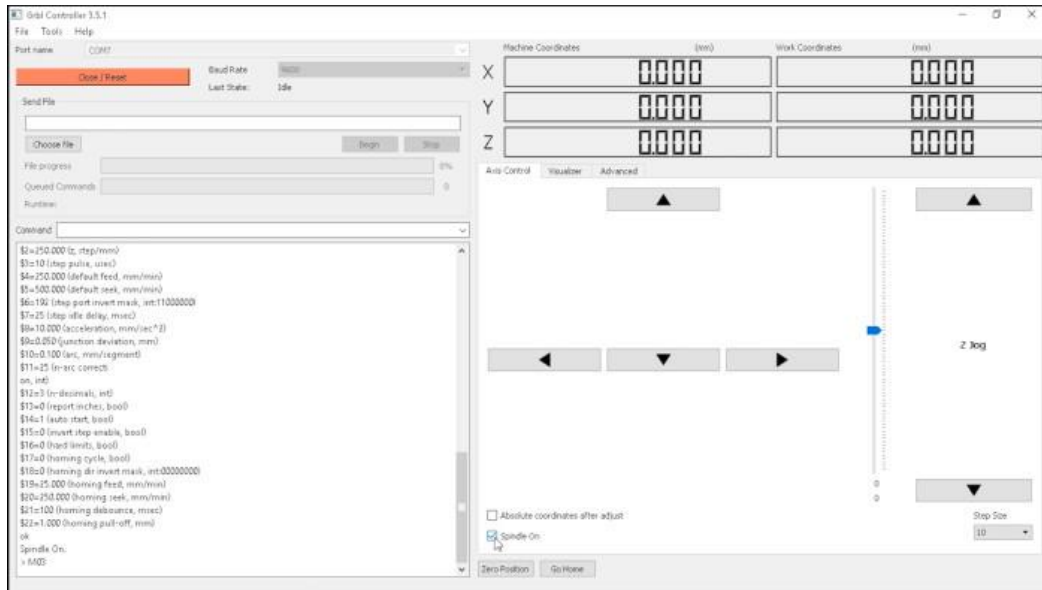 Grbl Controller 3.5.1
File Tools Help
Port name COM7
Close / Reset
Baud Rate 9600
Last State: Idle
Send File
Choose file Begin Stop
File progress 0%
Queued Commands 0
Runtime:
Command
$2=250.000 (z, step/mm)
$3=10 (step pulse, usec)
$4=250.000 (default feed, mm/min)
$5=500.000 (default seek, mm/min)
$6=192 (step port invert mask, int:11000000)
$7=25 (step idle delay, msec)
$8=10.000 (acceleration, mm/sec^2)
$9=0.050 (junction deviation, mm)
$10=0.100 (arc, mm/segment)
$11=25 (n-arc correcti
on, int)
$12=3 (n-decimals, int)
$13=0 (report inches, bool)
$14=1 (auto start, bool)
$15=0 (invert step enable, bool)
$16=0 (hard limits, bool)
$17=0 (homing cycle, bool)
$18=0 (homing dir invert mask, int:00000000)
$19=25.000 (homing feed, mm/min)
$20=250.000 (homing seek, mm/min)
$21=100 (homing debounce, msec)
$22=1.000 (homing pull-off, mm)
ok
Spindle On.
> M03
Machine Coordinates (mm) Work Coordinates (mm)
X 0.000 0.000
Y 0.000 0.000
Z 0.000 0.000
Axis Control Visualizer Advanced
Z Jog
0
0
Absolute coordinates after adjust
Spindle On
Step Size
10
Zero Position Go Home